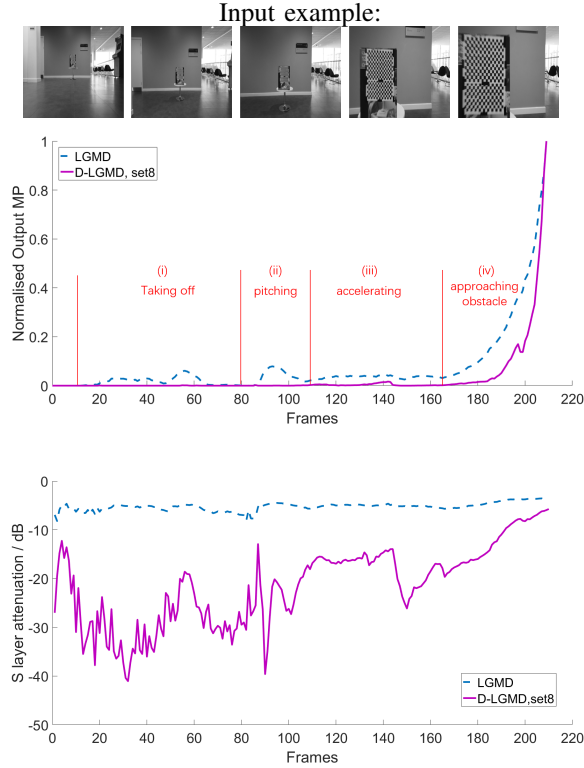 Input example:
1
0.8
0.6
0.4
0.2
0
Normalised Output MP
LGMD
D-LGMD, set8
(i)
Taking off
(ii)
pitching
(iii)
accelerating
(iv)
approaching
obstacle
0 20 40 60 80 100 120 140 160 180 200 220
Frames
0
-10
-20
-30
-40
-50
S layer attenuation / dB
LGMD
D-LGMD,set8
0 20 40 60 80 100 120 140 160 180 200 220
Frames